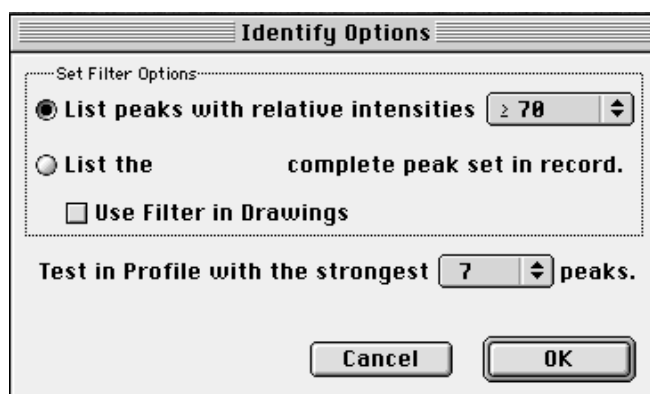 Identify Options
Set Filter Options
List peaks with relative intensities ≥ 70
List the complete peak set in record.
Use Filter in Drawings
Test in Profile with the strongest 7 peaks.
Cancel OK